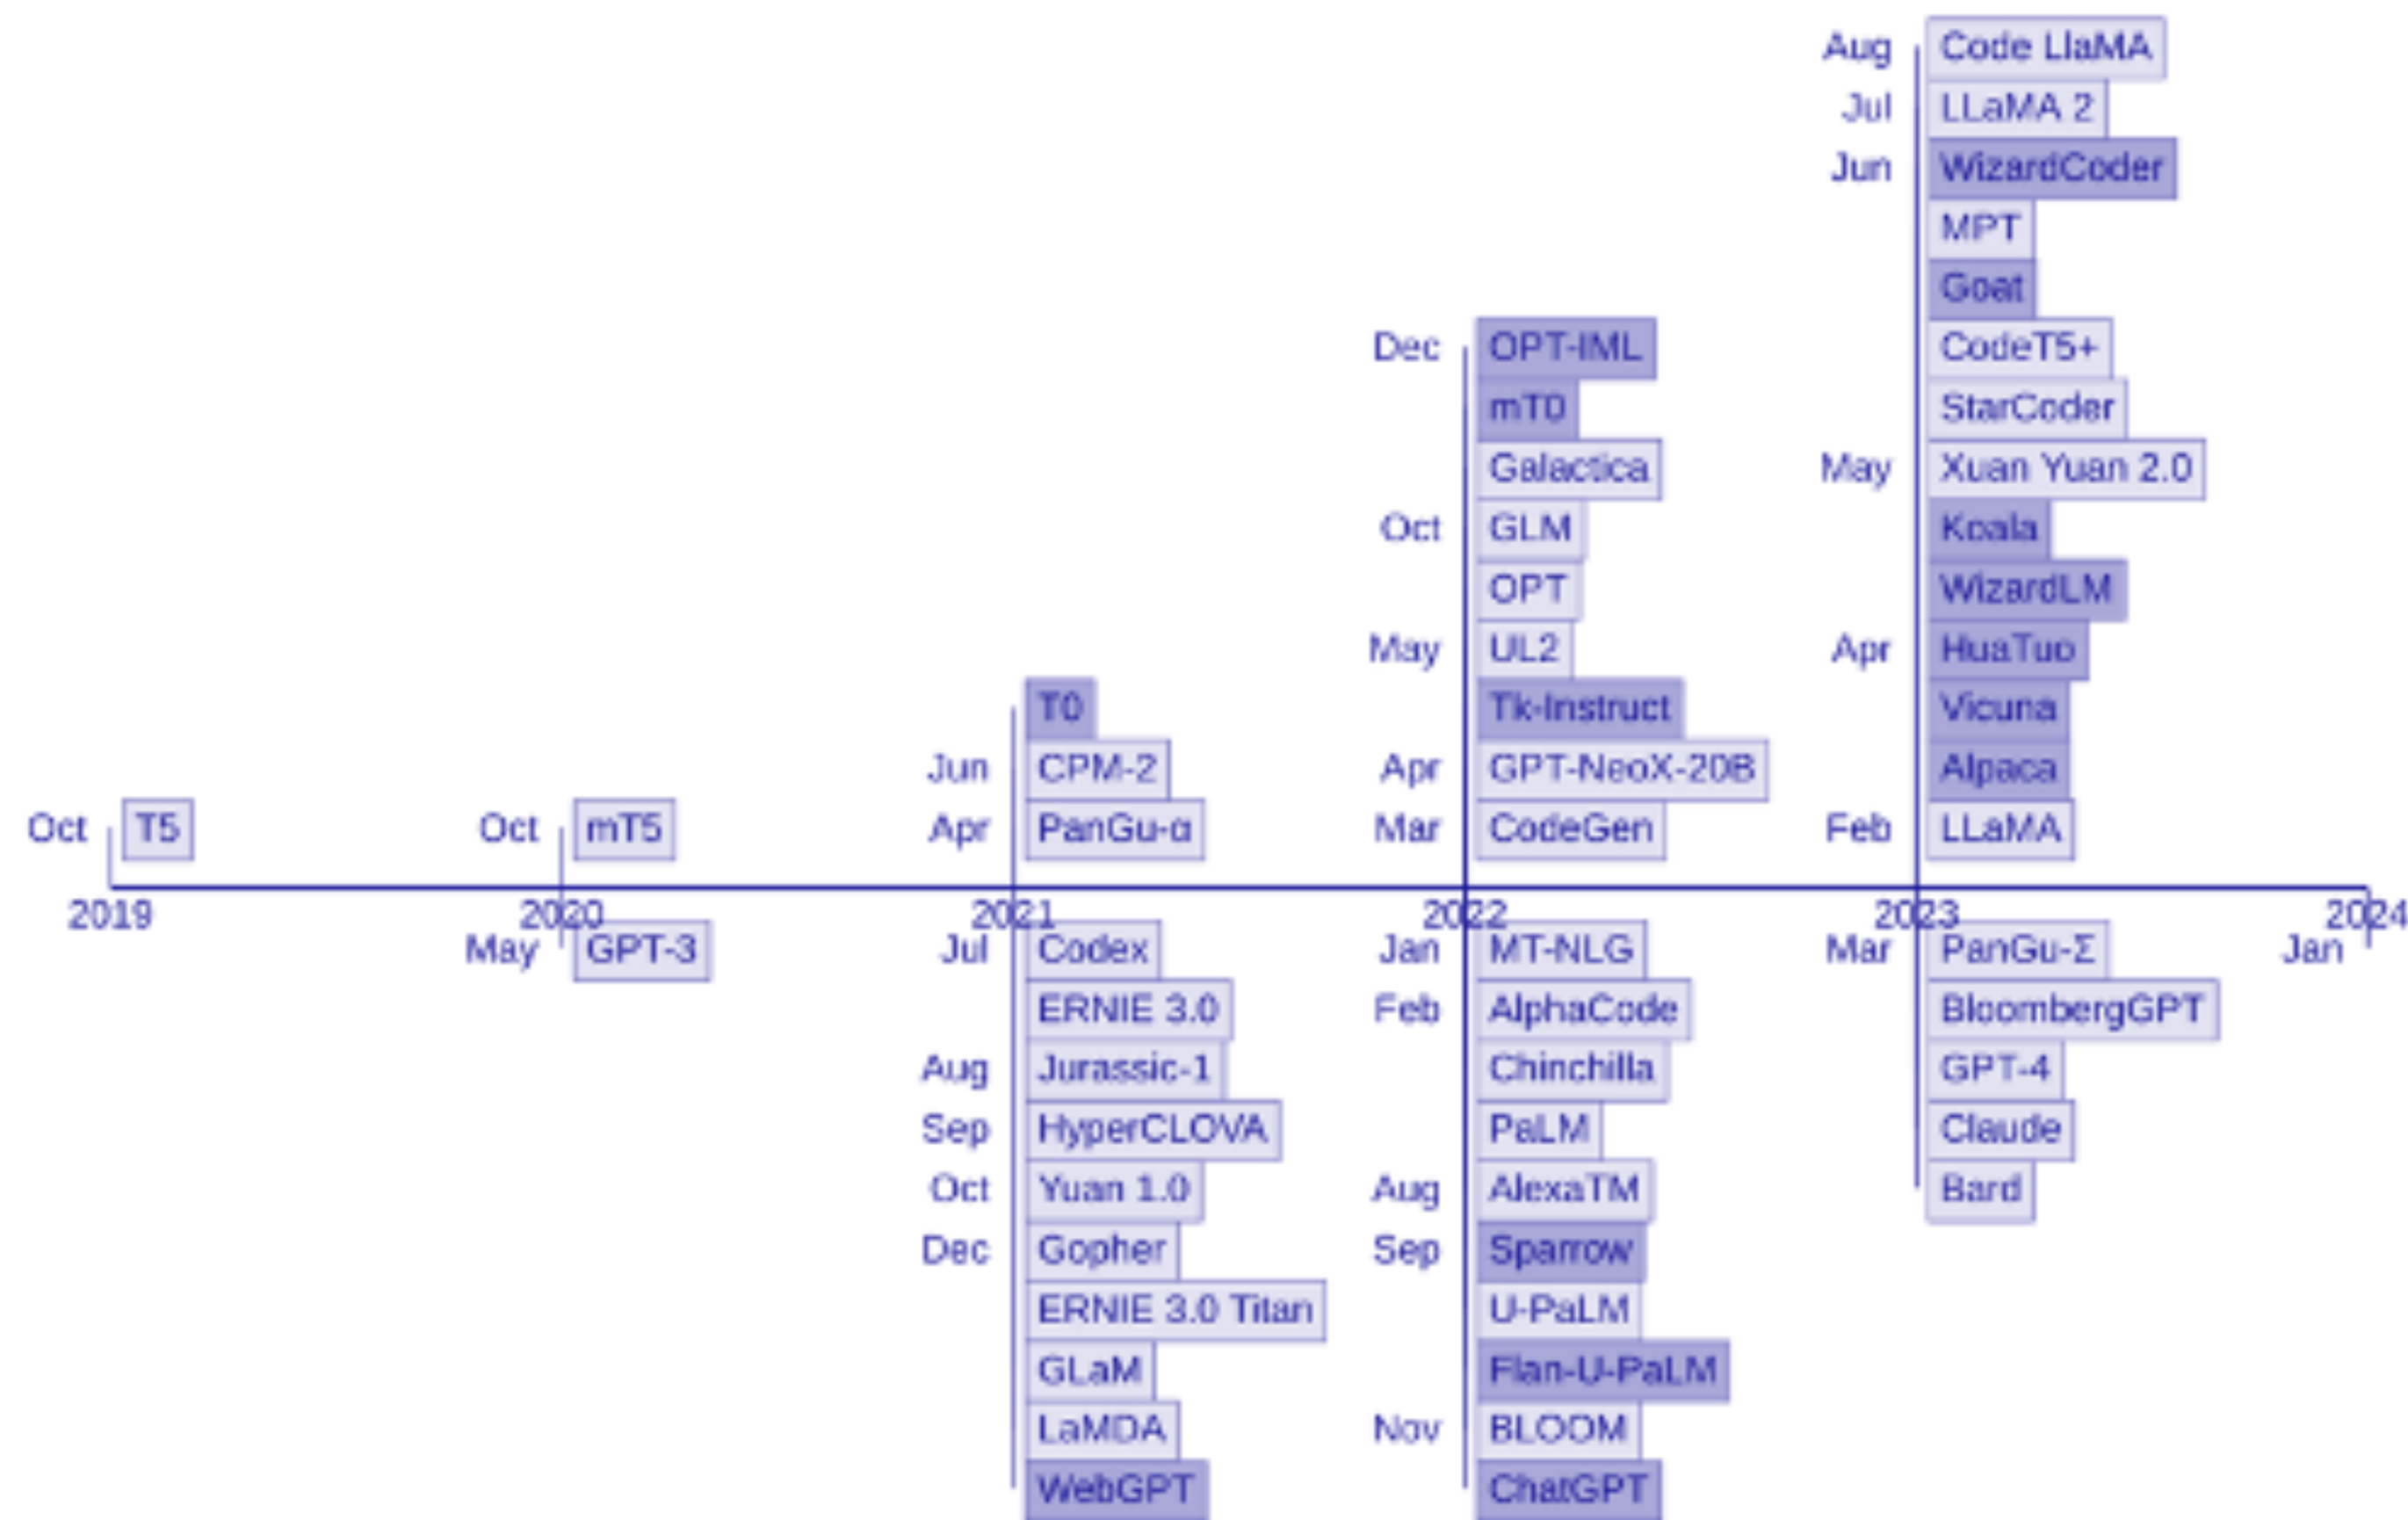 Aug Code LlaMA
Jul LLaMA 2
Jun WizardCoder
MPT
Goat
Dec OPT-IML CodeT5+
mT0 StarCoder
Galactica May Xuan Yuan 2.0
Oct GLM Koala
OPT WizardLM
May UL2 Apr HuaTuo
T0 Tk-Instruct Vicuna
Jun CPM-2 Apr GPT-NeoX-20B Alpaca
Oct T5 Oct mT5 Apr PanGu-α Mar CodeGen Feb LLaMA
2019 2020 2021 2022 2023 2024
May GPT-3 Jul Codex Jan MT-NLG Mar PanGu-Σ Jan
ERNIE 3.0 Feb AlphaCode BloombergGPT
Aug Jurassic-1 Chinchilla GPT-4
Sep HyperCLOVA PaLM Claude
Oct Yuan 1.0 Aug AlexaTM Bard
Dec Gopher Sep Sparrow
ERNIE 3.0 Titan U-PaLM
GLaM Flan-U-PaLM
LaMDA Nov BLOOM
WebGPT ChatGPT